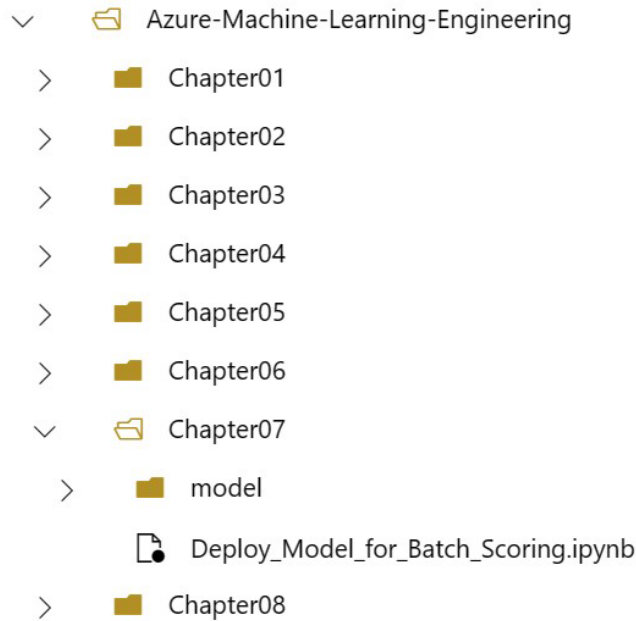 Azure-Machine-Learning-Engineering
Chapter01
Chapter02
Chapter03
Chapter04
Chapter05
Chapter06
Chapter07
model
Deploy_Model_for_Batch_Scoring.ipynb
Chapter08